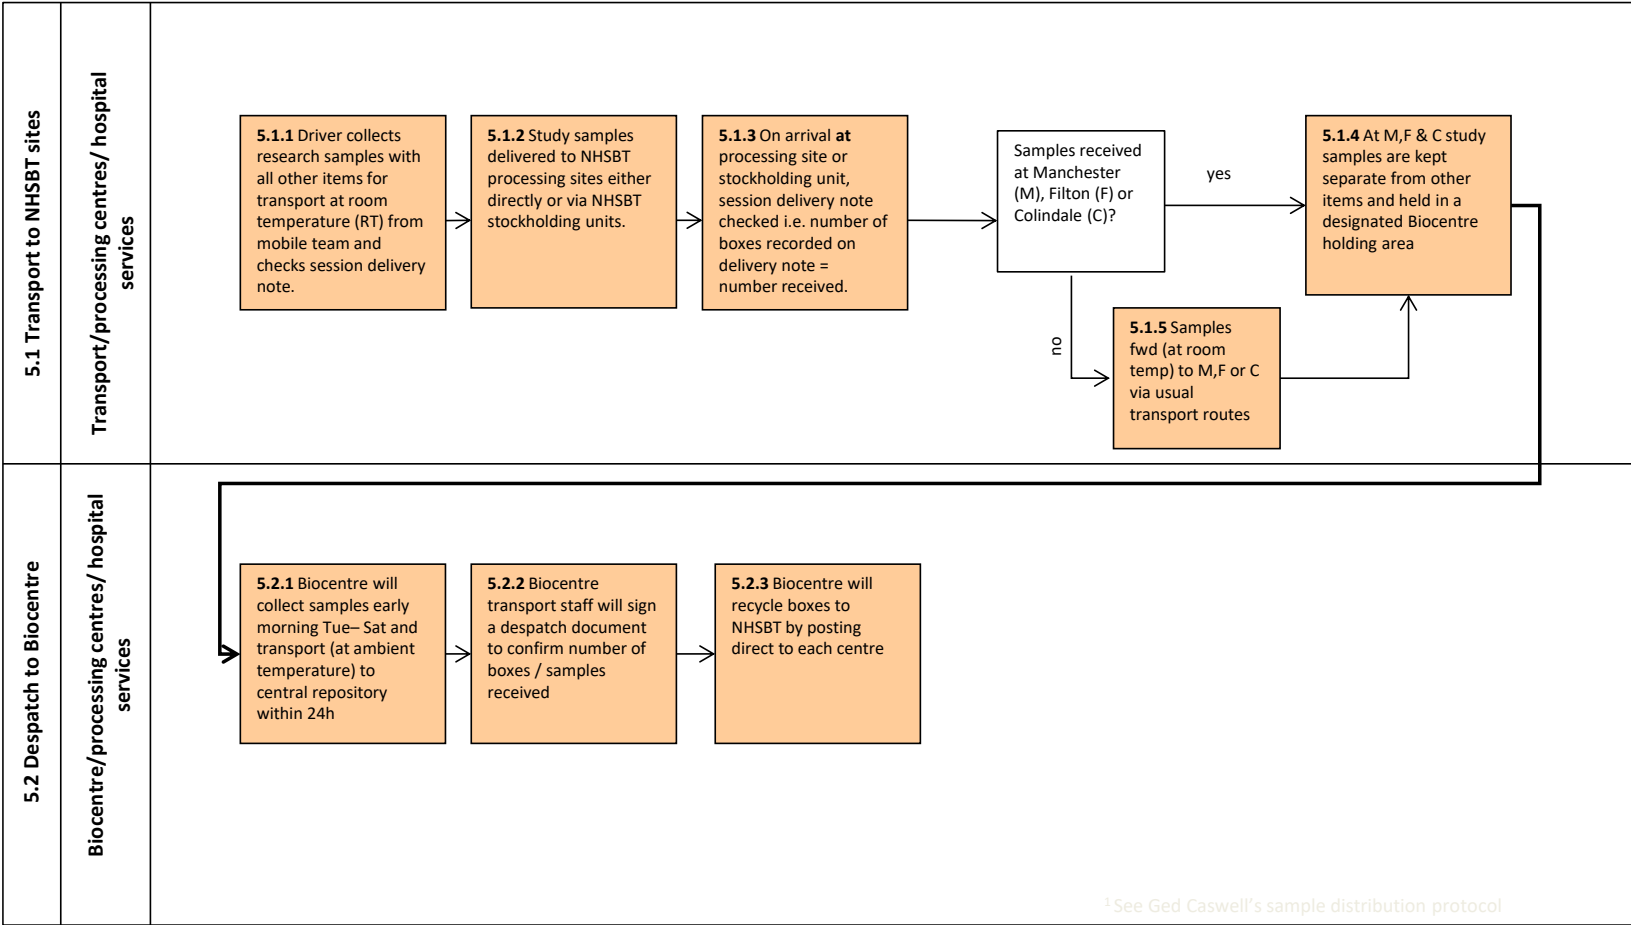 5.1 Transport to NHSBT sites
Transport/processing centres/ hospital
services
5.1.1 Driver collects
research samples with
all other items for
transport at room
temperature (RT) from
mobile team and
checks session delivery
note.
5.1.2 Study samples
delivered to NHSBT
processing sites either
directly or via NHSBT
stockholding units.
5.1.3 On arrival at
processing site or
stockholding unit,
session delivery note
checked i.e. number of
boxes recorded on
delivery note =
number received.
Samples received
at Manchester
(M), Filton (F) or
Colindale (C)?
yes
no
5.1.4 At M,F & C study
samples are kept
separate from other
items and held in a
designated Biocentre
holding area
5.1.5 Samples
fwd (at room
temp) to M,F or C
via usual
transport routes
5.2 Despatch to Biocentre
Biocentre/processing centres/ hospital
services
5.2.1 Biocentre will
collect samples early
morning Tue– Sat and
transport (at ambient
temperature) to
central repository
within 24h
5.2.2 Biocentre
transport staff will sign
a despatch document
to confirm number of
boxes / samples
received
5.2.3 Biocentre will
recycle boxes to
NHSBT by posting
direct to each centre
¹ See Ged Caswell's sample distribution protocol